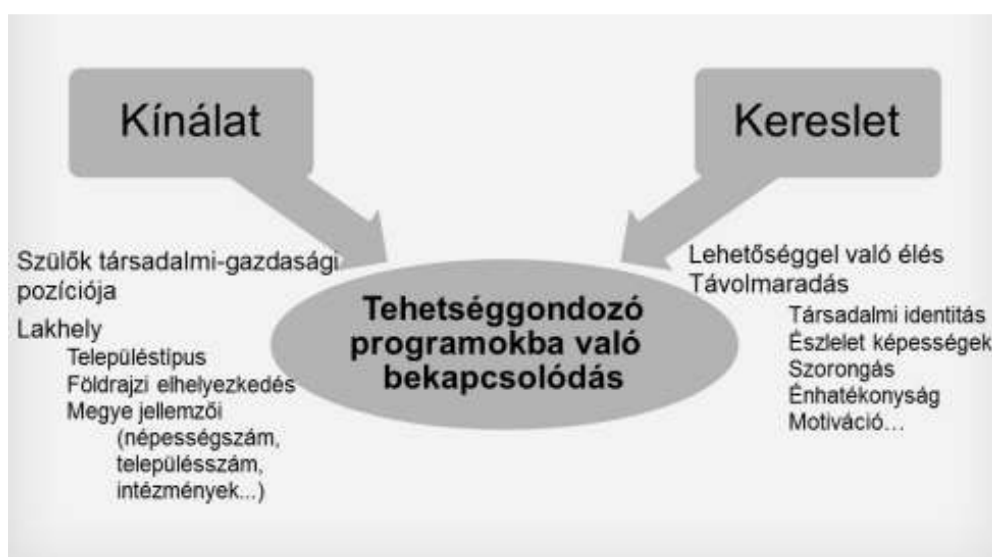 Kínálat
Kereslet
Szülők társadalmi-gazdasági
pozíciója
Lakhely
Településtípus
Földrajzi elhelyezkedés
Megye jellemzői
(népességszám,
településszám,
intézmények...)
Tehetséggondozó
programokba való
bekapcsolódás
Lehetőséggel való élés
Távolmaradás
Társadalmi identitás
Észlelet képességek
Szorongás
Énhatékonyság
Motiváció...